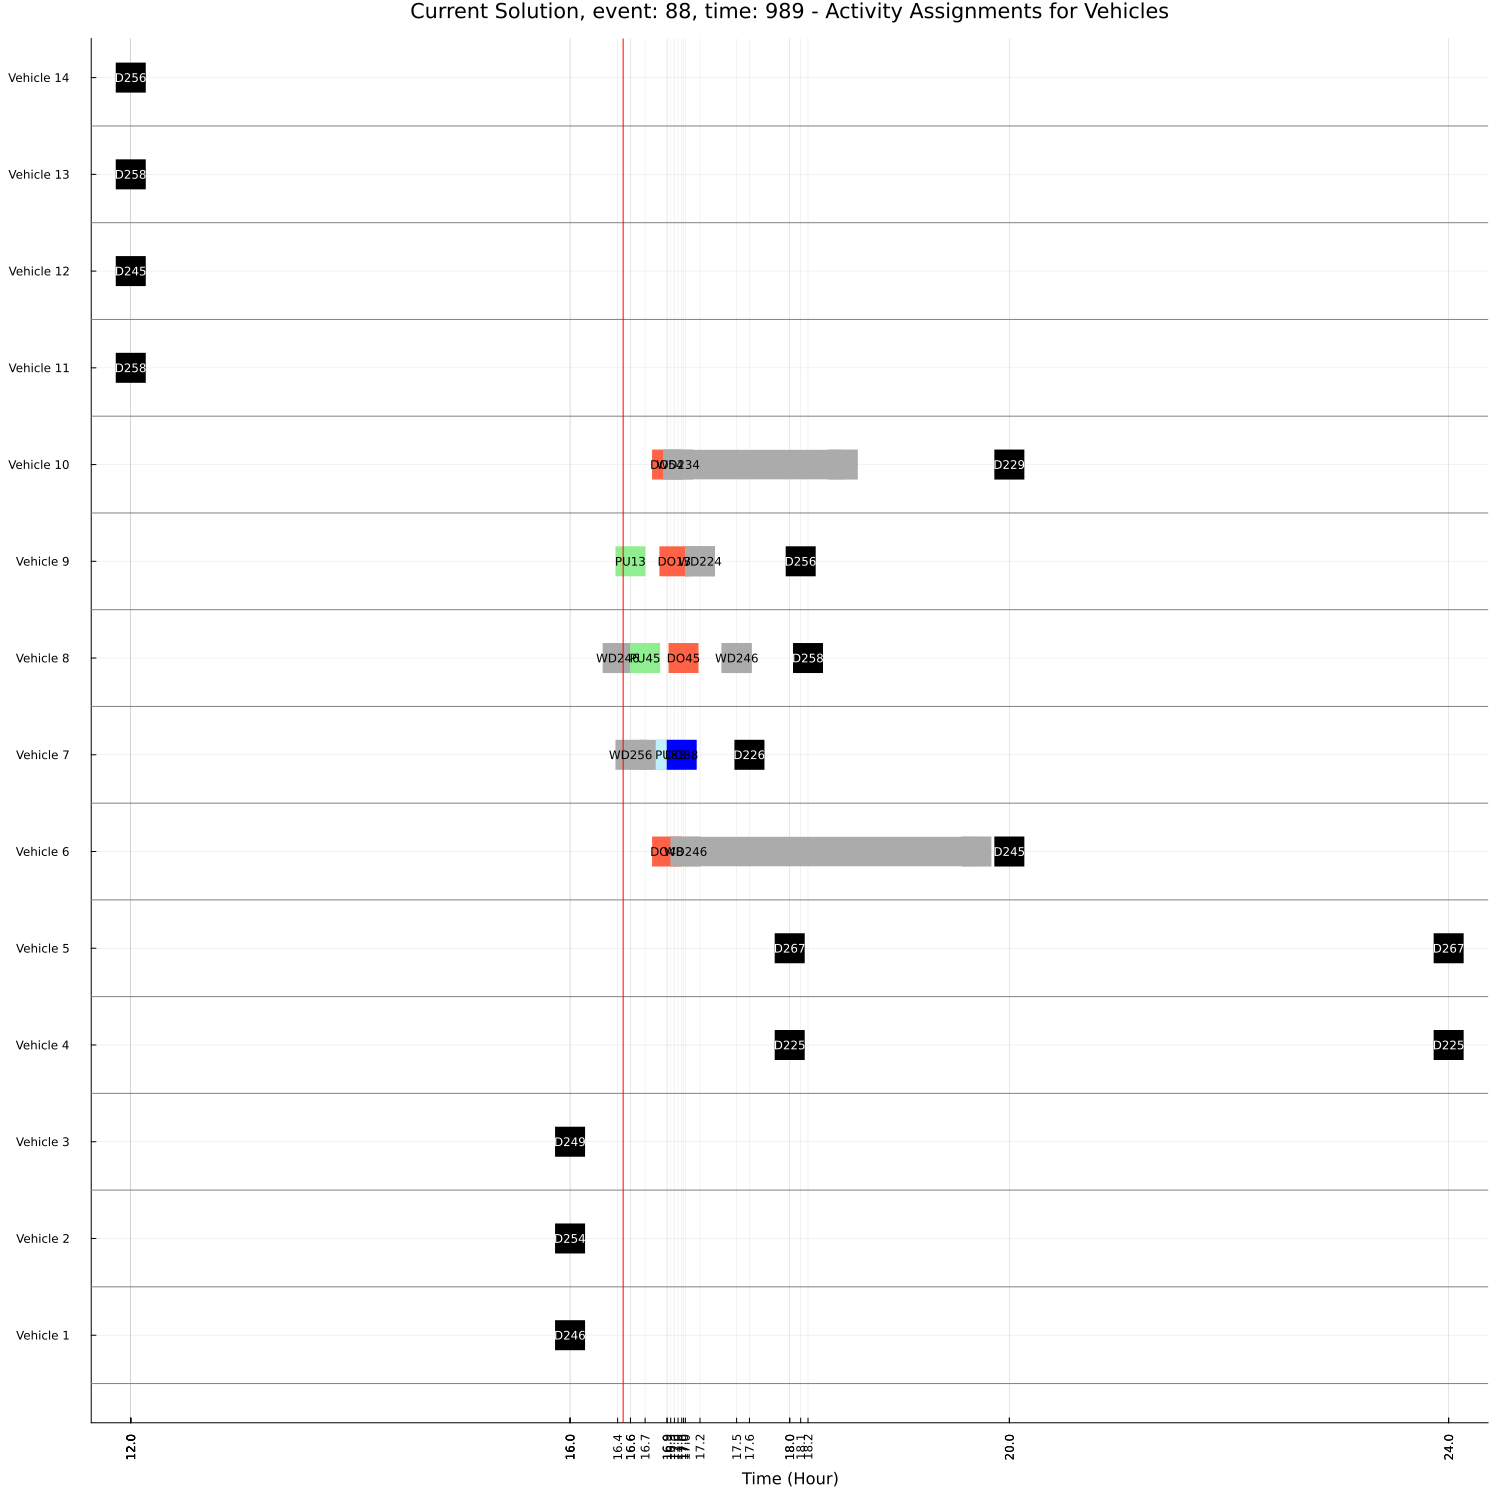 Current Solution, event: 88, time: 989 - Activity Assignments for Vehicles
Vehicle 14
D256
Vehicle 13
D258
Vehicle 12
D245
Vehicle 11
D258
Vehicle 10
WD234
D229
Vehicle 9
PU13
DO13
WD224
D256
Vehicle 8
WD246
PU45
DO45
WD246
D258
Vehicle 7
WD256
D226
Vehicle 6
WD246
D245
Vehicle 5
D267
D267
Vehicle 4
D225
D225
Vehicle 3
D249
Vehicle 2
D254
Vehicle 1
D246
12.0
16.0
16.4
16.6
16.7
17.2
17.5
17.6
18.0
18.1
18.2
20.0
24.0
Time (Hour)